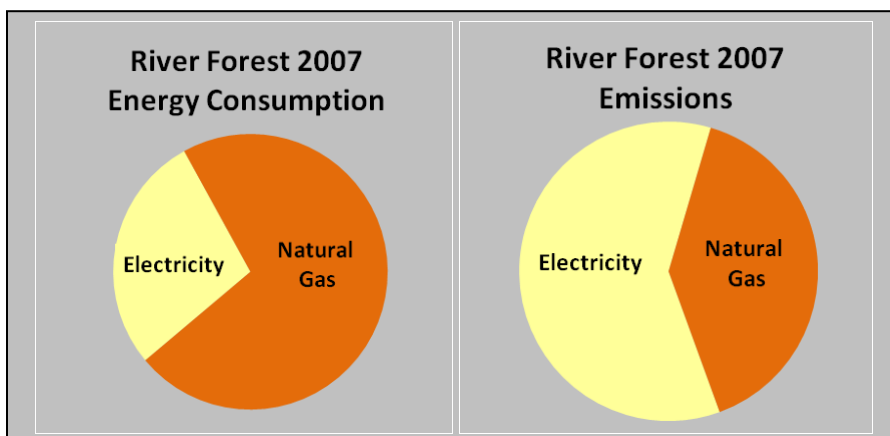 River Forest 2007
Energy Consumption
Electricity
Natural
Gas
River Forest 2007
Emissions
Electricity
Natural
Gas